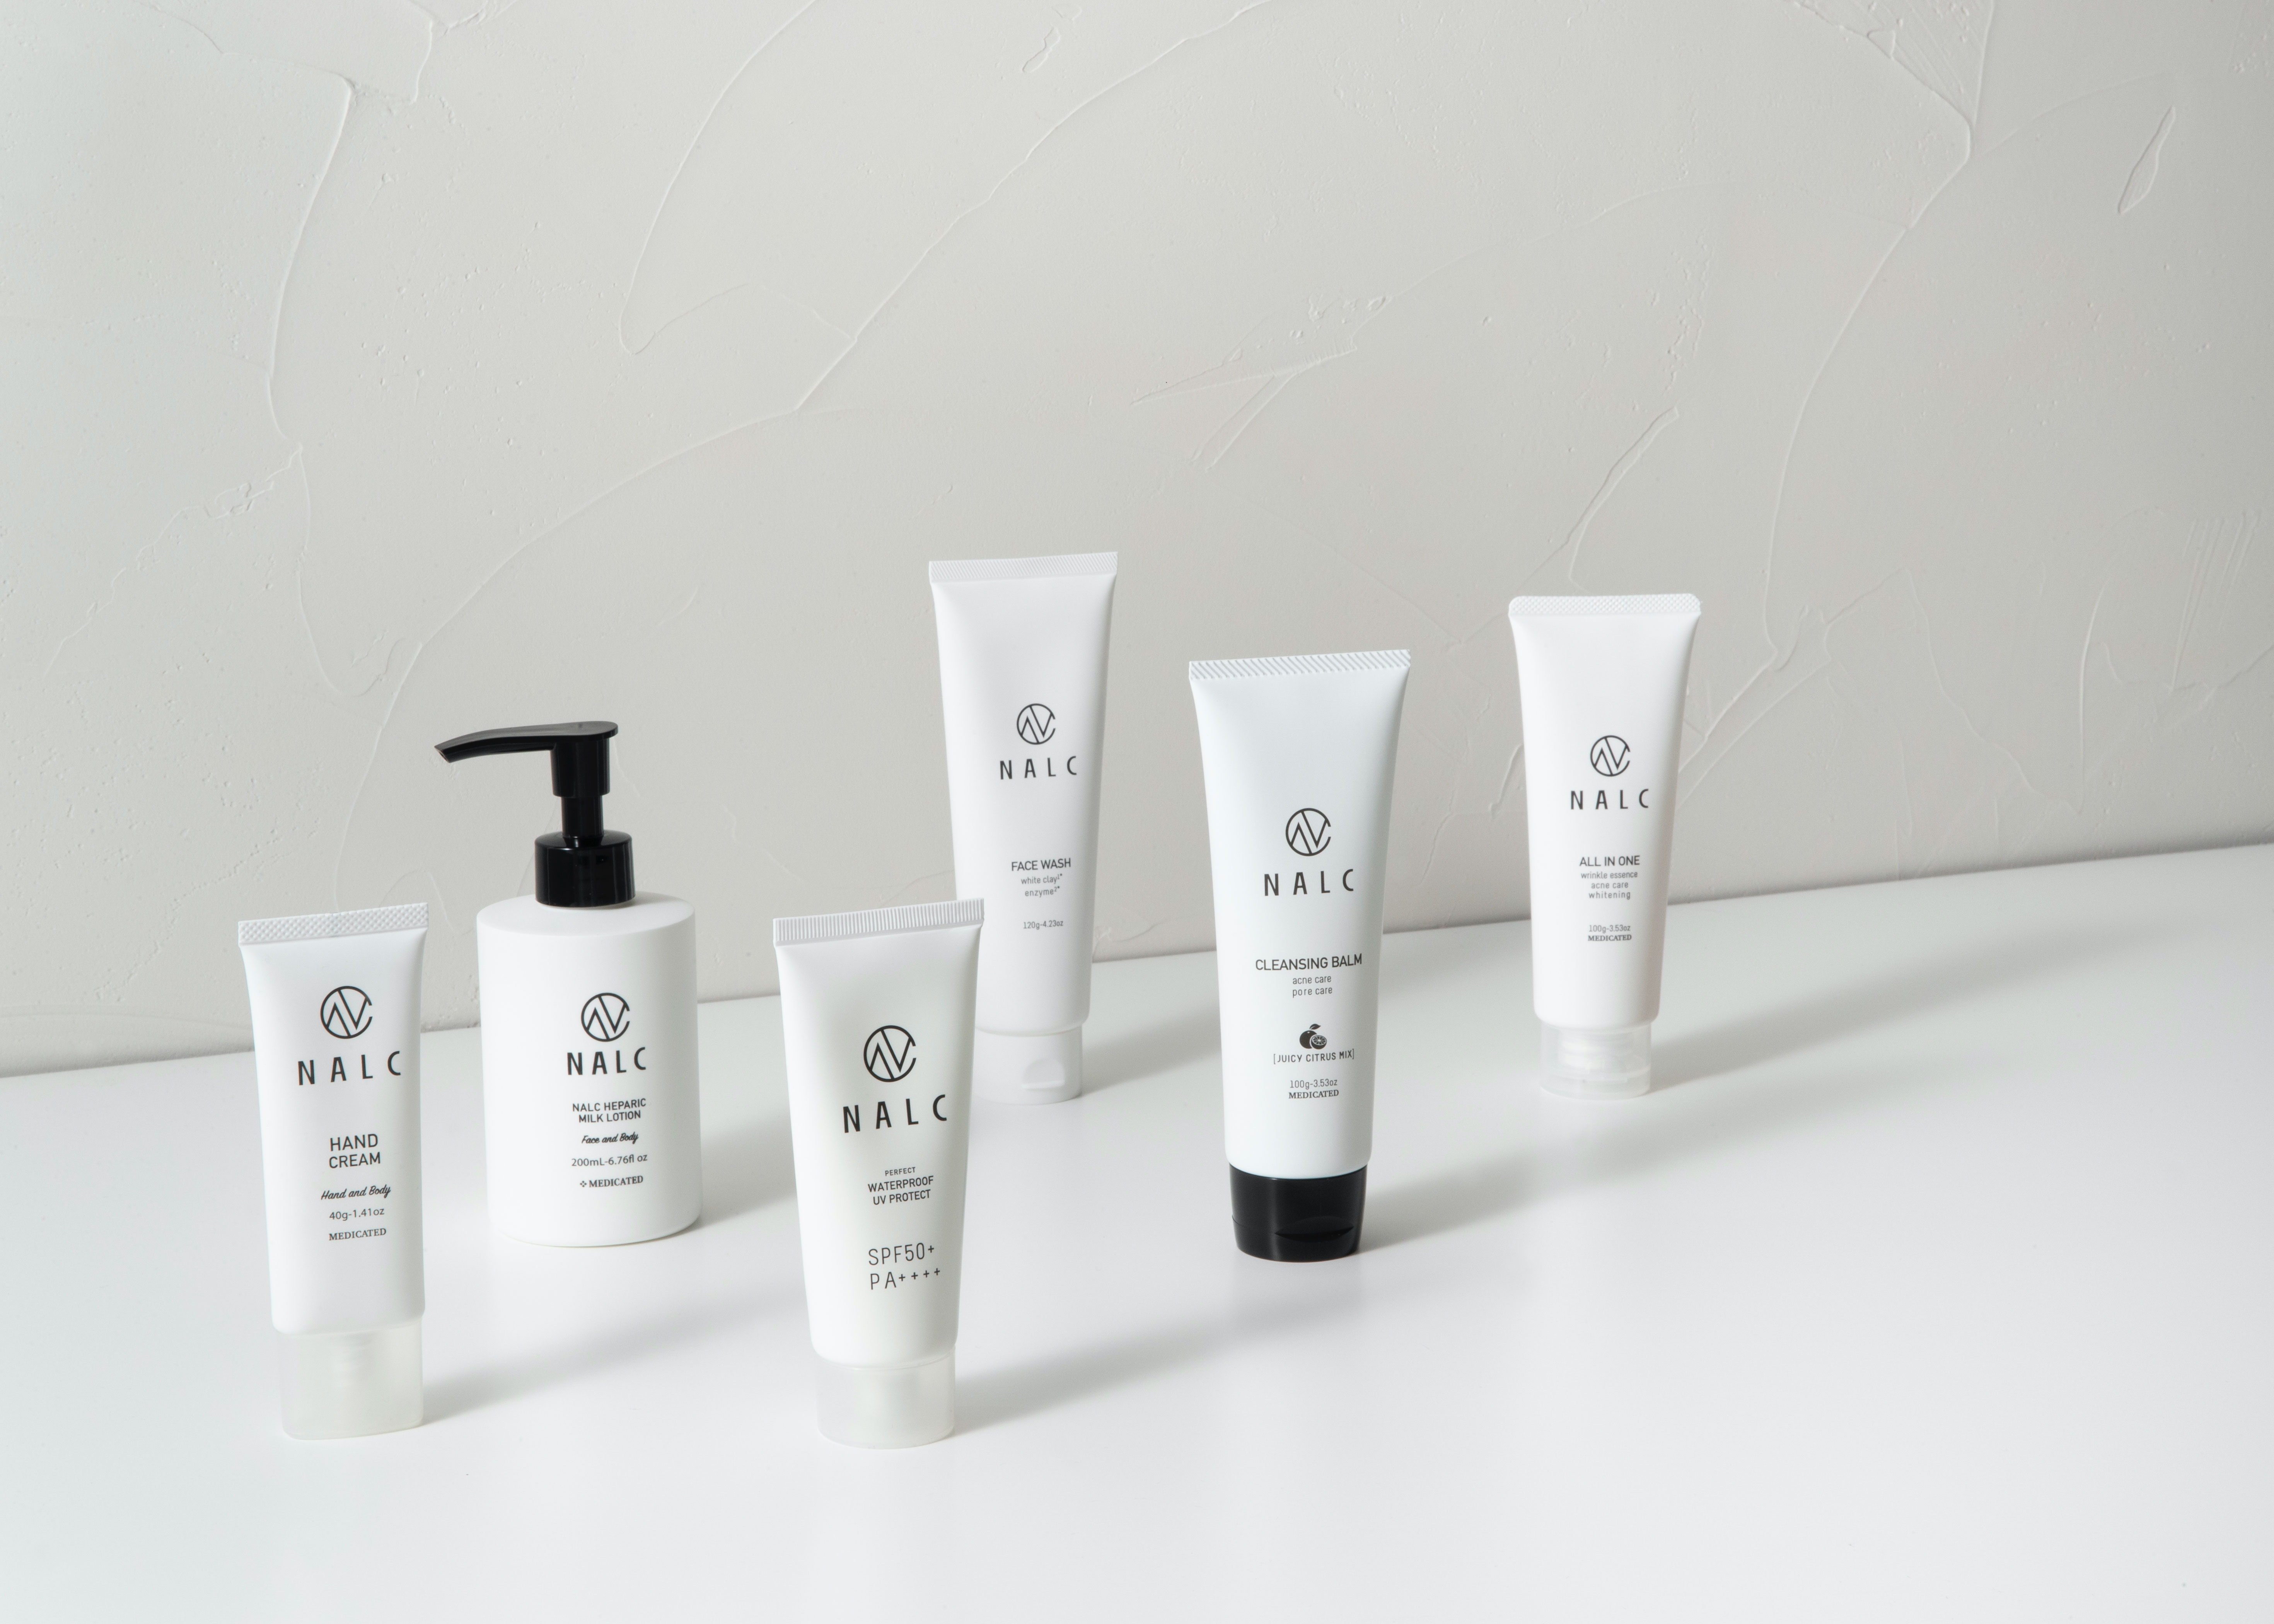 NALC
HAND
CREAM
Hand and Body
40g-1.41oz
MEDICATED
NALC
NALC HEPARIC
MILK LOTION
Face and Body
200mL-6.76fl oz
MEDICATED
NALC
PERFECT
WATERPROOF
UV PROTECT
SPF50+
PA++++
NALC
FACE WASH
white clay¹*
enzyme²*
120g-4.23oz
NALC
CLEANSING BALM
acne care
pore care
[JUICY CITRUS MIX]
100g-3.53oz
MEDICATED
NALC
ALL IN ONE
wrinkle essence
acne care
whitening
100g-3.53oz
MEDICATED